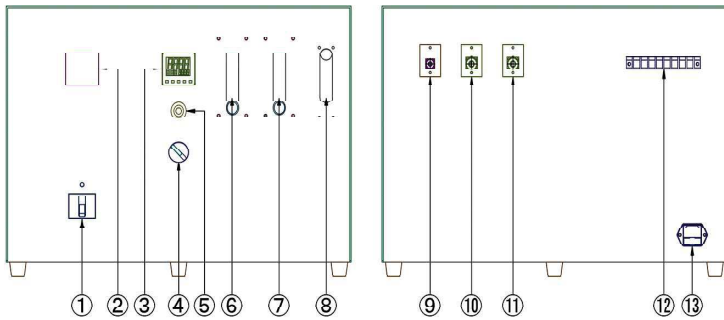 ① ② ③ ④ ⑤ ⑥ ⑦ ⑧ ⑨ ⑩ ⑪ ⑫ ⑬